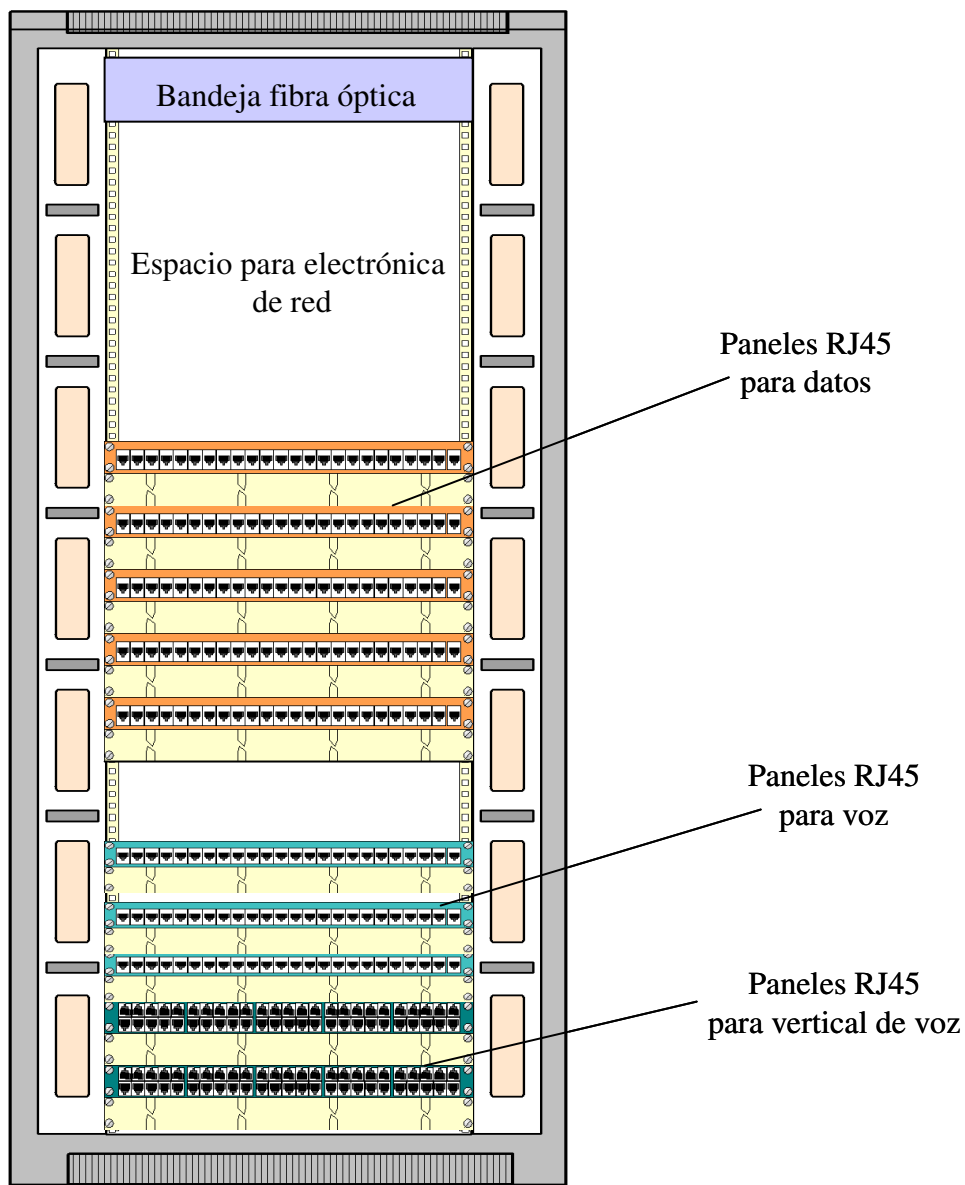 Bandeja fibra óptica
Espacio para electrónica
de red
Paneles RJ45
para datos
Paneles RJ45
para voz
Paneles RJ45
para vertical de voz